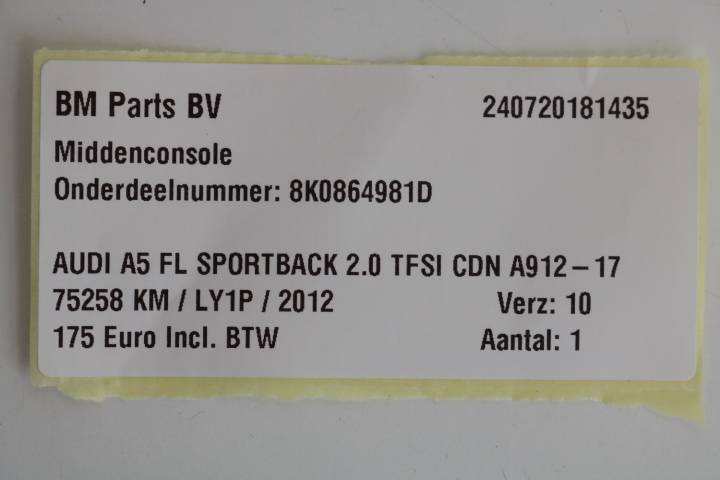 BM Parts BV 240720181435
Middenconsole
Onderdeelnummer: 8K0864981D
AUDI A5 FL SPORTBACK 2.0 TFSI CDN A912–17
75258 KM / LY1P / 2012 Verz: 10
175 Euro Incl. BTW Aantal: 1